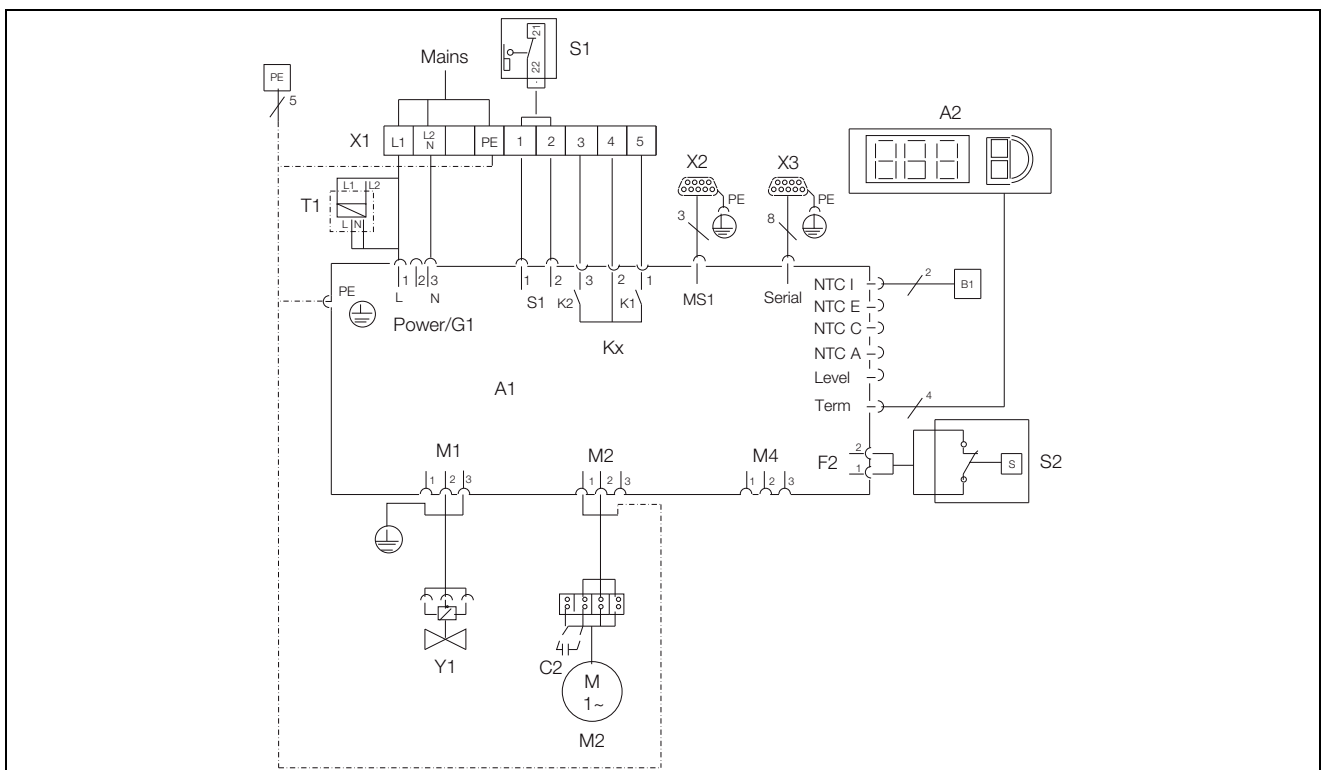 Mains
21
22
S1
PE
5
X1
L1
L2
N
PE
1
2
3
4
5
A2
X2
PE
3
X3
PE
8
T1
L1
L2
L
N
PE
1
2
3
L
N
Power/G1
1
2
S1
3
2
1
K2
K1
Kx
MS1
Serial
NTC I
2
B1
NTC E
NTC C
NTC A
Level
Term
4
A1
F2
2
1
S
S2
M1
1
2
3
M2
1
2
3
M4
1
2
3
Y1
C2
M
1~
M2